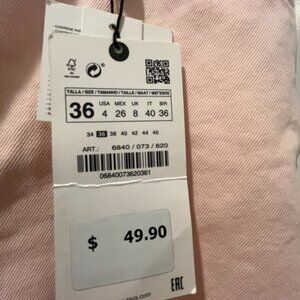 FSC
TALLA / SIZE / TAMANHO / TAILLE / MAAT / ΜΕΓΕΘΟΣ
36 USA MEX UK IT BR
4 26 8 40 36
34 36 38 40 42 44 46
ART.: 6840 / 073 / 620
06840073620361
$ 49.90
EAC